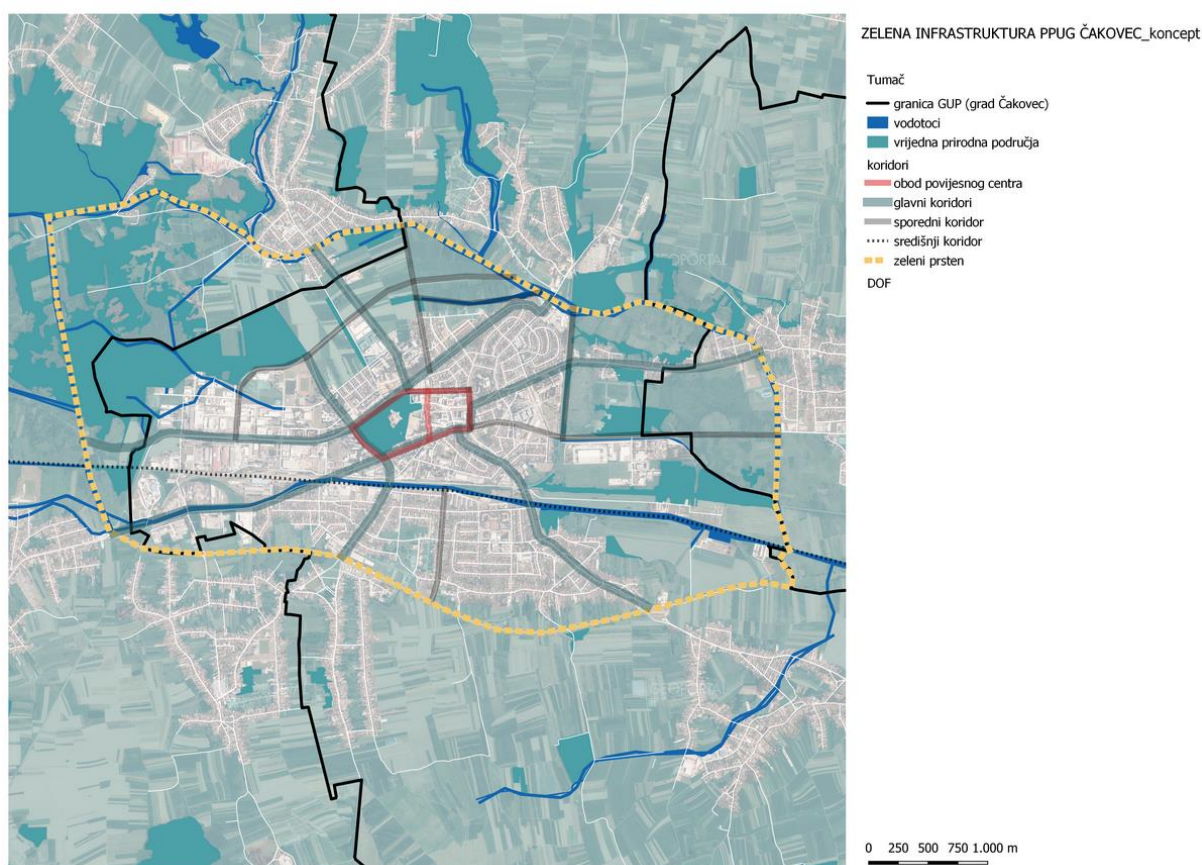 ZELENA INFRASTRUKTURA PPUG ČAKOVEC_koncept
Tumač
granica GUP (grad Čakovec)
vodotoci
vrijedna prirodna područja
koridori
obod povijesnog centra
glavni koridori
sporedni koridor
središnji koridor
zeleni prsten
DOF
0 250 500 750 1.000 m